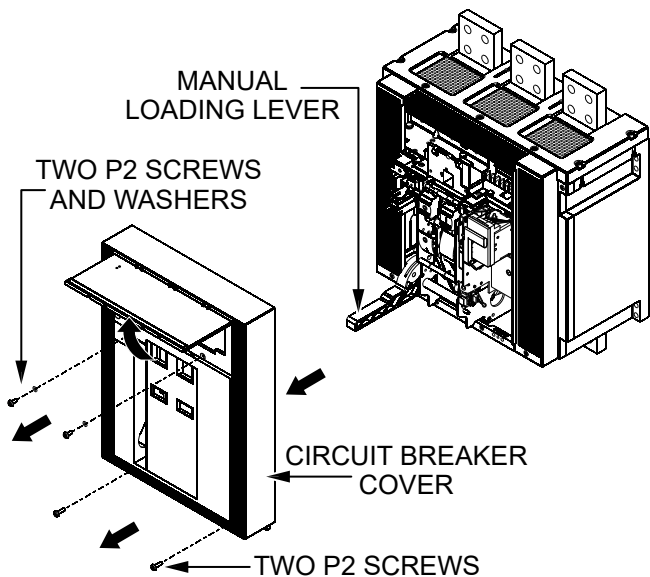 MANUAL
LOADING LEVER
TWO P2 SCREWS
AND WASHERS
CIRCUIT BREAKER
COVER
TWO P2 SCREWS